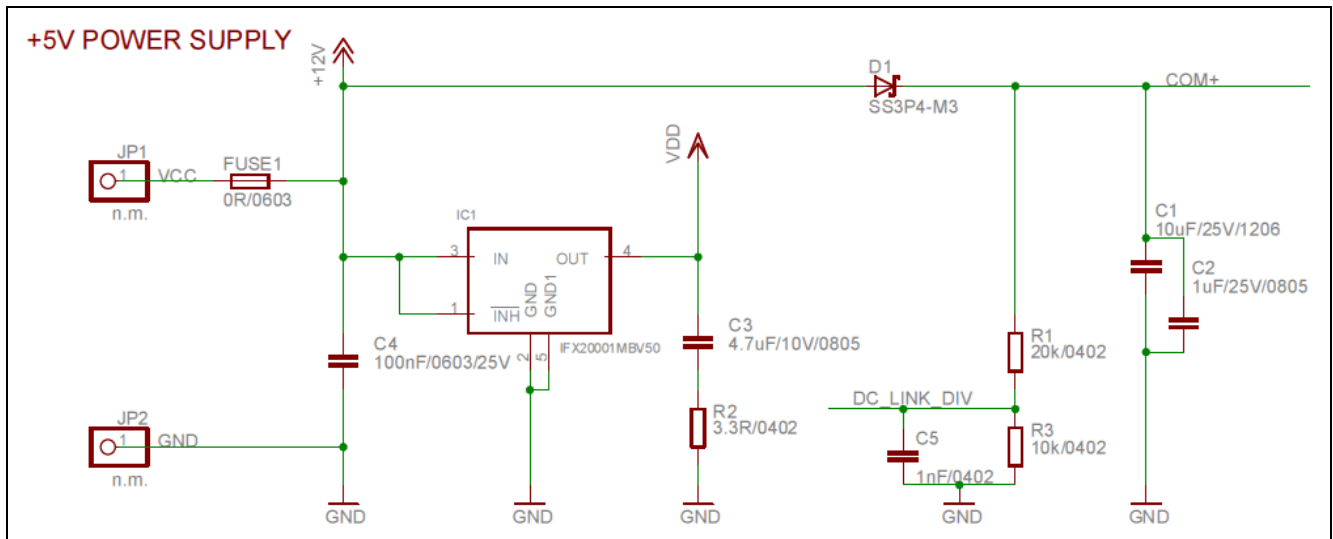 +5V POWER SUPPLY
+12V
D1
SS3P4-M3
COM+
JP1
1
VCC
n.m.
FUSE1
0R/0603
VDD
IC1
3
IN
OUT
4
1
INH
GND
GND1
2
5
IFX20001MBV50
C1
10uF/25V/1206
C2
1uF/25V/0805
C3
4.7uF/10V/0805
C4
100nF/0603/25V
R1
20k/0402
DC_LINK_DIV
R2
3.3R/0402
R3
10k/0402
C5
1nF/0402
JP2
1
GND
n.m.
GND
GND
GND
GND
GND